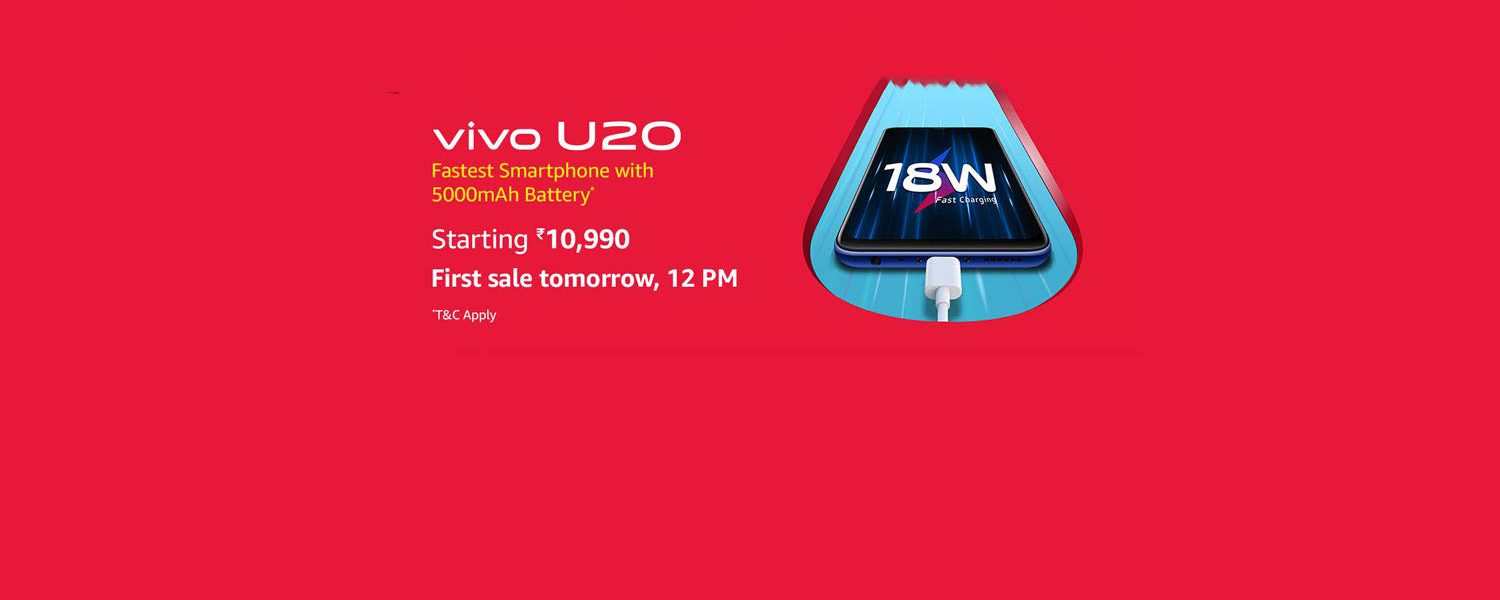 vivo U20
Fastest Smartphone with
5000mAh Battery*
Starting ₹10,990
First sale tomorrow, 12 PM
*T&C Apply
18W
Fast Charging